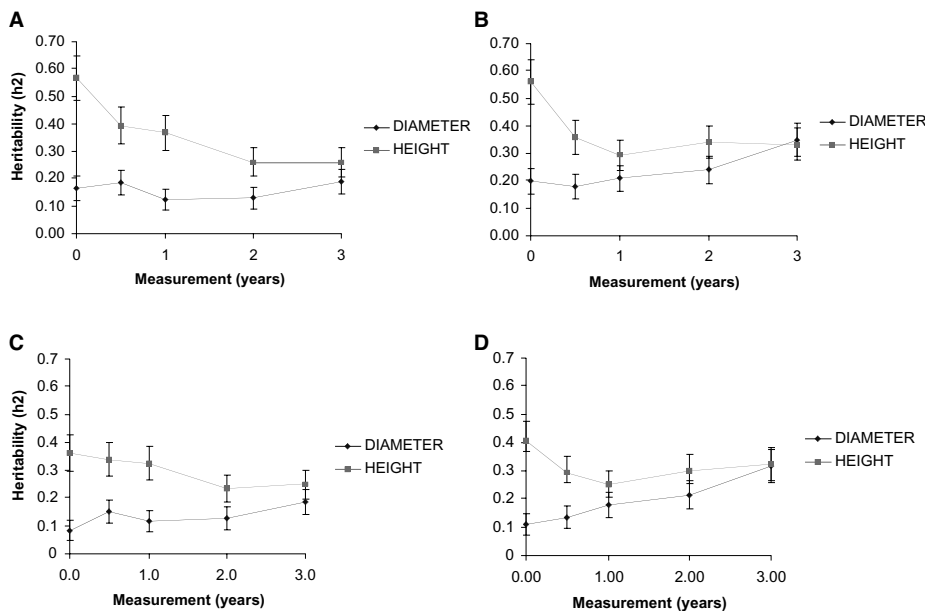 A
0.70
0.60
0.50
0.40
0.30
0.20
0.10
0.00
Heritability (h2)
0 1 2 3
Measurement (years)
DIAMETER
HEIGHT
B
0.70
0.60
0.50
0.40
0.30
0.20
0.10
0.00
0 1 2 3
Measurement (years)
DIAMETER
HEIGHT
C
0.7
0.6
0.5
0.4
0.3
0.2
0.1
0
Heritability (h2)
0.0 1.0 2.0 3.0
Measurement (years)
DIAMETER
HEIGHT
D
0.7
0.6
0.5
0.4
0.3
0.2
0.1
0
0.00 1.00 2.00 3.00
Measurement (years)
DIAMETER
HEIGHT